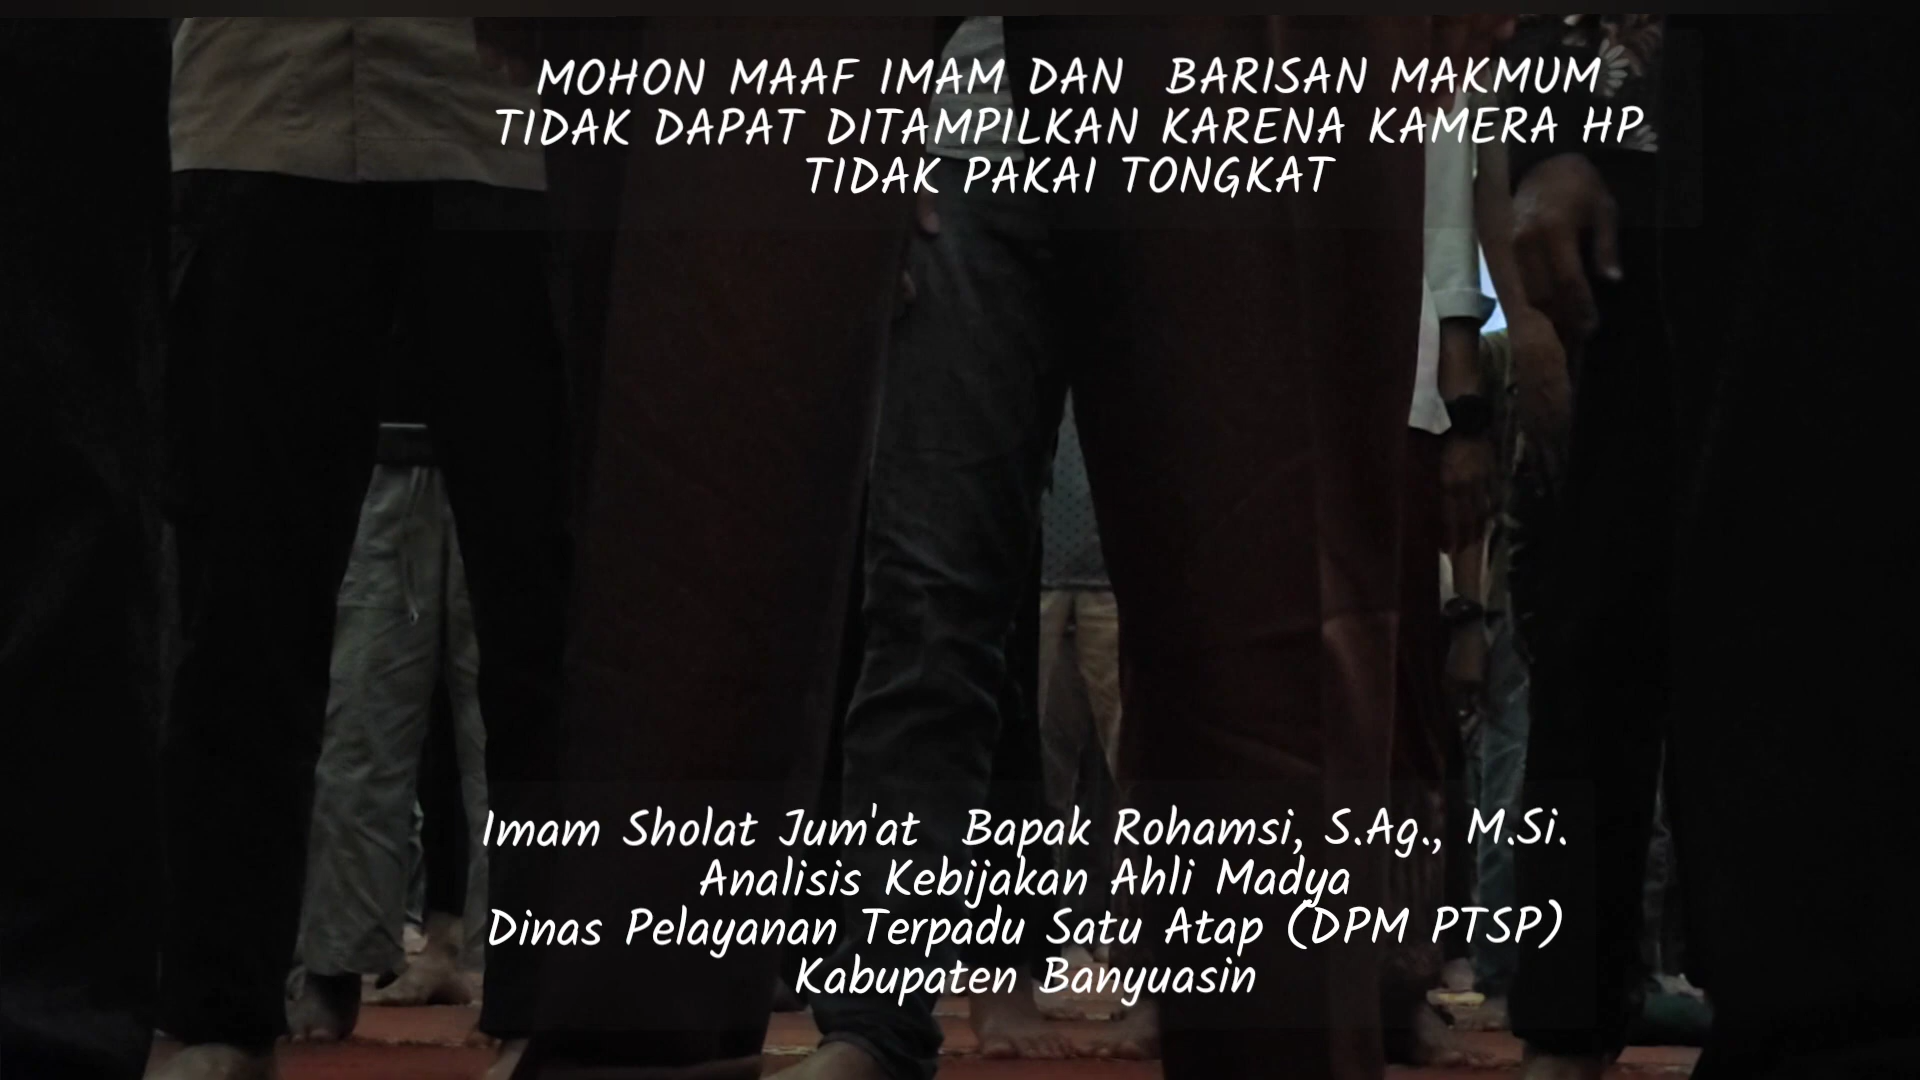 MOHON MAAF IMAM DAN BARISAN MAKMUM
TIDAK DAPAT DITAMPILKAN KARENA KAMERA HP
TIDAK PAKAI TONGKAT
Imam Sholat Jum'at Bapak Rohamsi, S.Ag., M.Si.
Analisis Kebijakan Ahli Madya
Dinas Pelayanan Terpadu Satu Atap (DPM PTSP)
Kabupaten Banyuasin